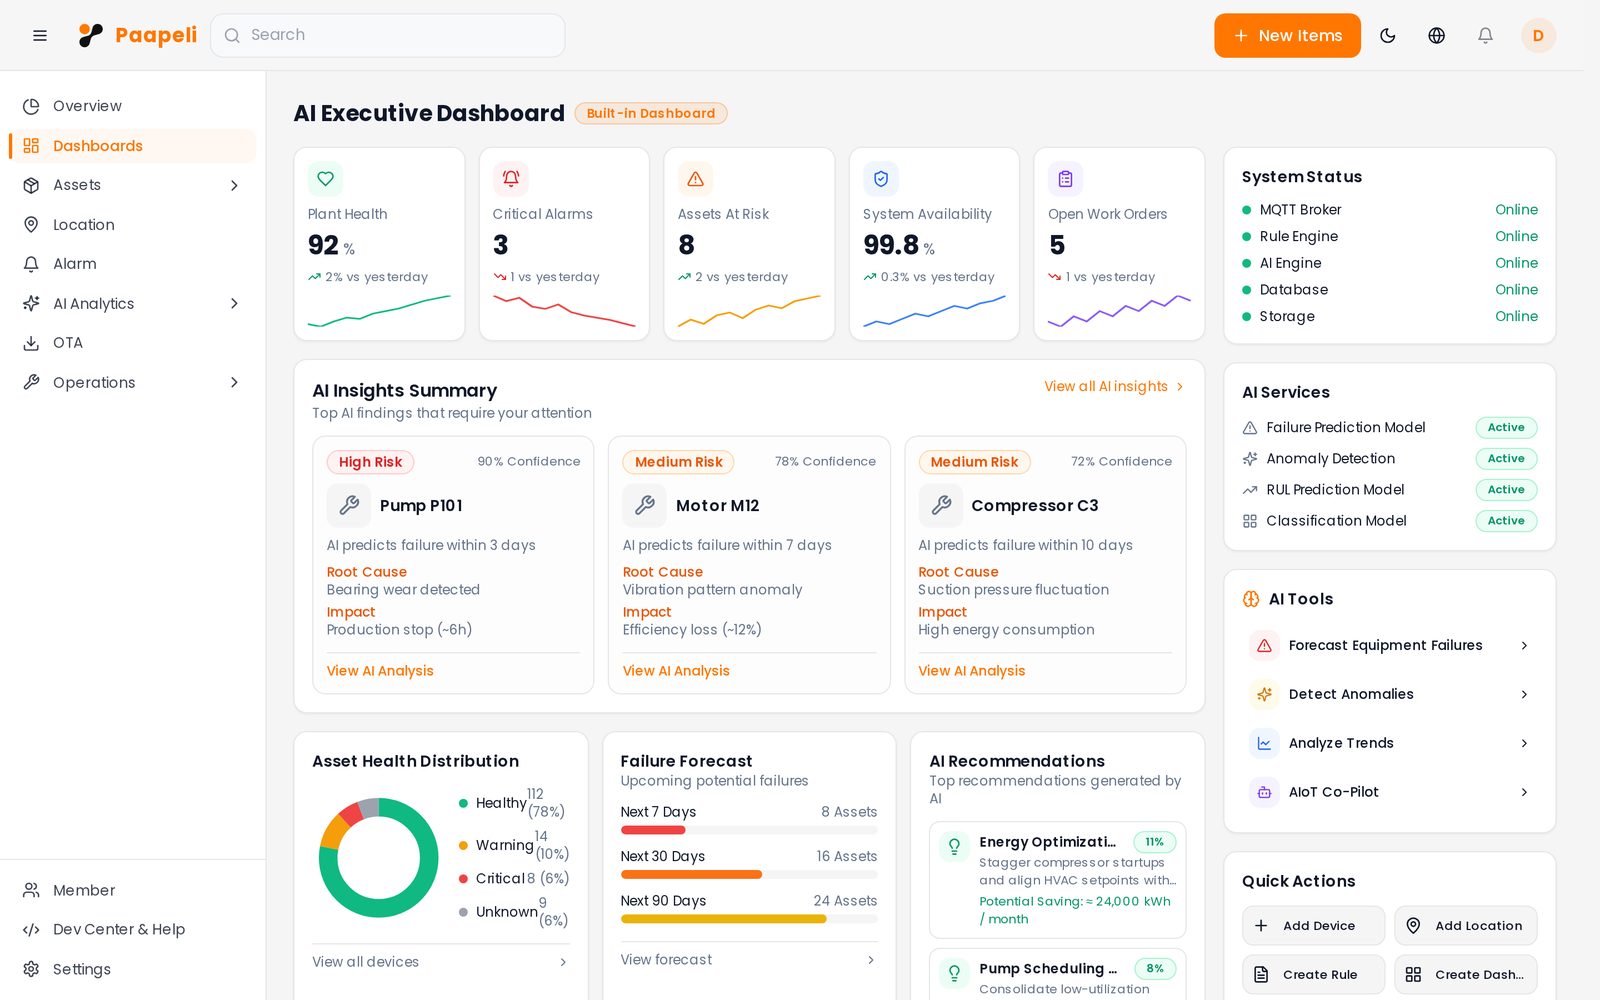 Paapeli
Search
New Items
D
Overview
Dashboards
Assets
Location
Alarm
AI Analytics
OTA
Operations
Member
Dev Center & Help
Settings
AI Executive Dashboard
Built-in Dashboard
Plant Health
92 %
2% vs yesterday
Critical Alarms
3
1 vs yesterday
Assets At Risk
8
2 vs yesterday
System Availability
99.8 %
0.3% vs yesterday
Open Work Orders
5
1 vs yesterday
AI Insights Summary
Top AI findings that require your attention
View all AI insights
High Risk
90% Confidence
Pump P101
AI predicts failure within 3 days
Root Cause
Bearing wear detected
Impact
Production stop (~6h)
View AI Analysis
Medium Risk
78% Confidence
Motor M12
AI predicts failure within 7 days
Root Cause
Vibration pattern anomaly
Impact
Efficiency loss (~12%)
View AI Analysis
Medium Risk
72% Confidence
Compressor C3
AI predicts failure within 10 days
Root Cause
Suction pressure fluctuation
Impact
High energy consumption
View AI Analysis
Asset Health Distribution
Healthy 112 (78%)
Warning 14 (10%)
Critical 8 (6%)
Unknown 9 (6%)
View all devices
Failure Forecast
Upcoming potential failures
Next 7 Days 8 Assets
Next 30 Days 16 Assets
Next 90 Days 24 Assets
View forecast
AI Recommendations
Top recommendations generated by
AI
Energy Optimizati... 11%
Stagger compressor startups
and align HVAC setpoints with...
Potential Saving: ≈ 24,000 kWh
/ month
Pump Scheduling ... 8%
Consolidate low-utilization
System Status
MQTT Broker Online
Rule Engine Online
AI Engine Online
Database Online
Storage Online
AI Services
Failure Prediction Model Active
Anomaly Detection Active
RUL Prediction Model Active
Classification Model Active
AI Tools
Forecast Equipment Failures
Detect Anomalies
Analyze Trends
AIoT Co-Pilot
Quick Actions
Add Device
Add Location
Create Rule
Create Dash...